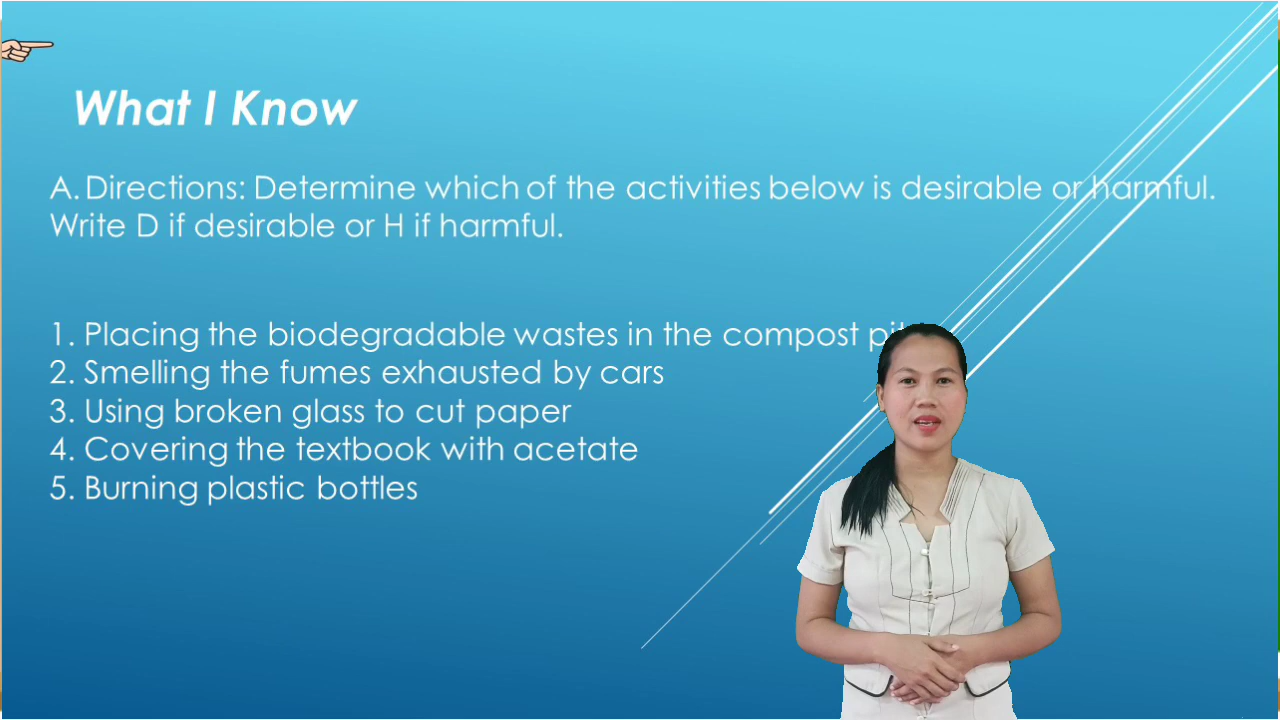 What I Know
A. Directions: Determine which of the activities below is desirable or harmful.
Write D if desirable or H if harmful.
1. Placing the biodegradable wastes in the compost
2. Smelling the fumes exhausted by cars
3. Using broken glass to cut paper
4. Covering the textbook with acetate
5. Burning plastic bottles